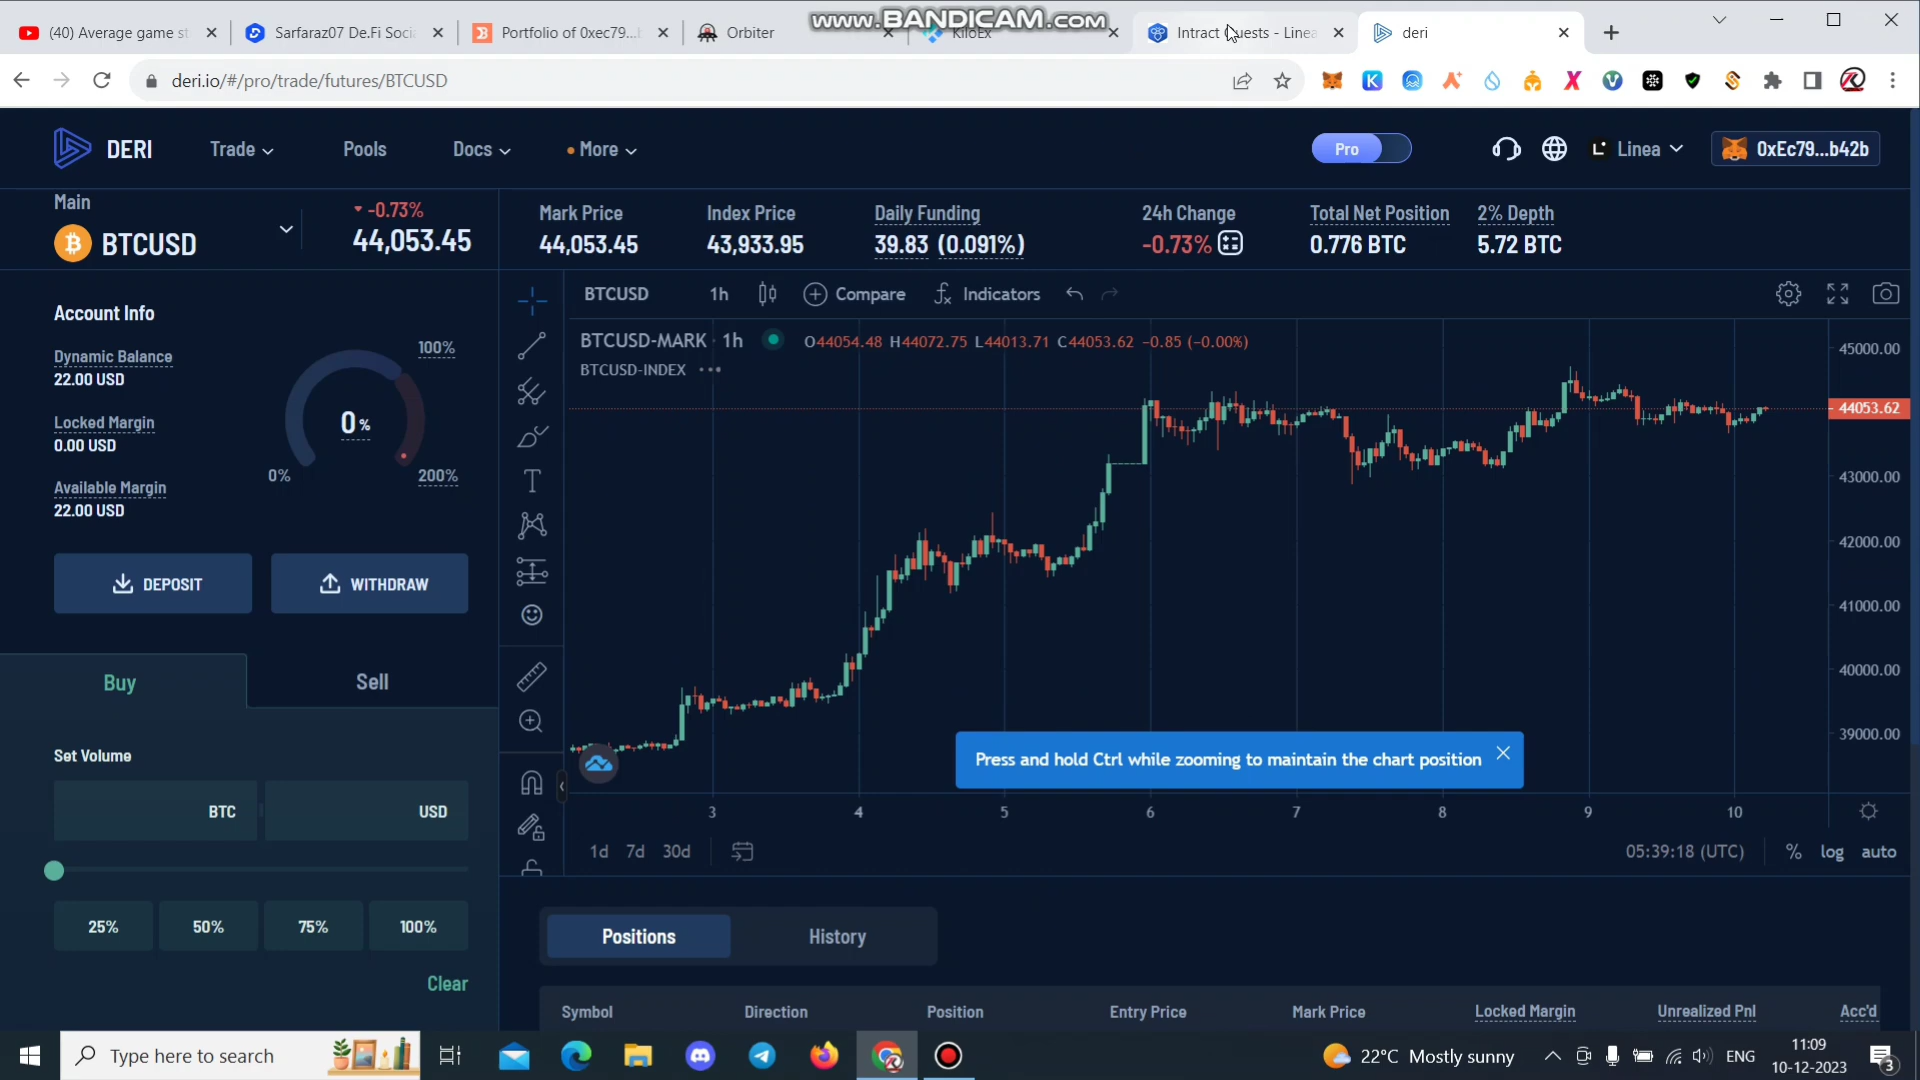 www.BANDICAM.com
(40) Average game st
Sarfaraz07 De.Fi Socia
Portfolio of 0xec79...b
Orbiter
KiloEx
Intract Quests - Linea
deri
deri.io/#/pro/trade/futures/BTCUSD
DERI
Trade
Pools
Docs
More
Pro
Linea
0xEc79...b42b
Main
BTCUSD
-0.73%
44,053.45
Mark Price
44,053.45
Index Price
43,933.95
Daily Funding
39.83 (0.091%)
24h Change
-0.73%
Total Net Position
0.776 BTC
2% Depth
5.72 BTC
Account Info
Dynamic Balance
22.00 USD
Locked Margin
0.00 USD
Available Margin
22.00 USD
100%
0%
0%
200%
DEPOSIT
WITHDRAW
Buy
Sell
Set Volume
BTC
USD
25%
50%
75%
100%
Clear
BTCUSD
1h
Compare
Indicators
BTCUSD-MARK · 1h
O44054.48 H44072.75 L44013.71 C44053.62 −0.85 (−0.00%)
BTCUSD-INDEX
45000.00
44053.62
43000.00
42000.00
41000.00
40000.00
39000.00
Press and hold Ctrl while zooming to maintain the chart position
3
4
5
6
7
8
9
10
1d
7d
30d
05:39:18 (UTC)
%
log
auto
Positions
History
Symbol
Direction
Position
Entry Price
Mark Price
Locked Margin
Unrealized Pnl
Acc'd
Type here to search
22°C Mostly sunny
ENG
11:09
10-12-2023
3